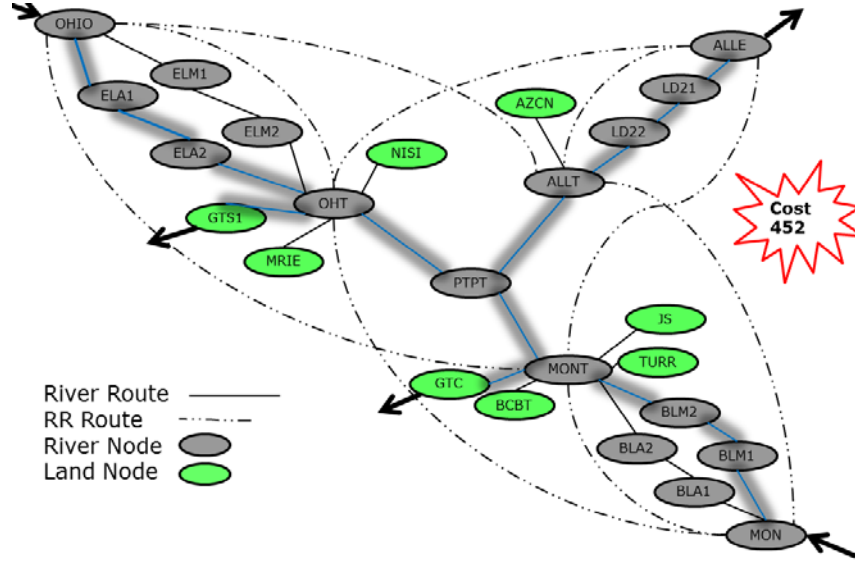 OHIO
ALLE
ELM1
ELA1
LD21
AZCN
ELM2
LD22
ELA2
NISI
ALLT
OHT
GTS1
Cost
452
MRIE
PTPT
JS
MONT
TURR
GTC
BCBT
River Route
RR Route
River Node
Land Node
BLM2
BLA2
BLM1
BLA1
MON